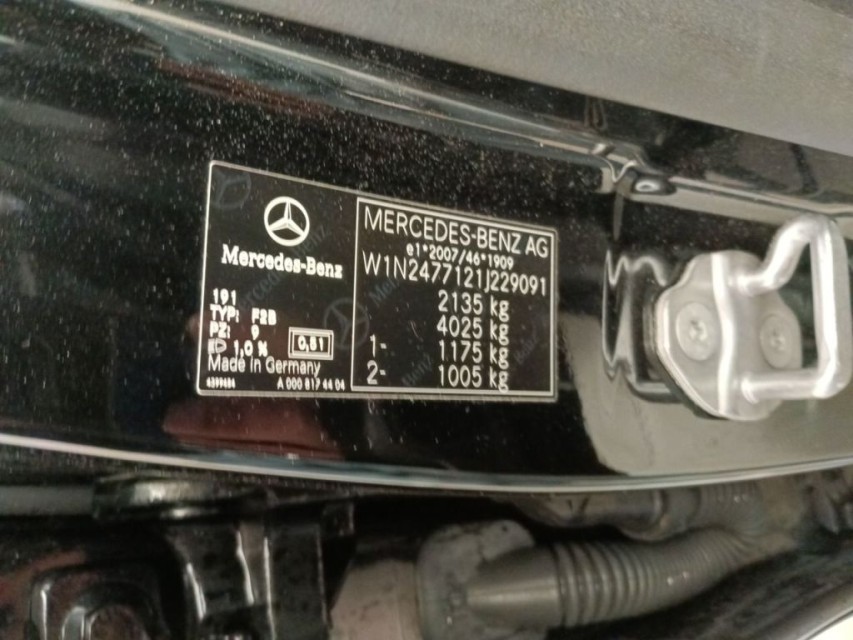 Mercedes-Benz
191
TYP: F2B
PZ: 9
ED 1,0 %
0,51
Made in Germany
A 000 817 44 04
MERCEDES-BENZ AG
e1*2007/46*1909
W1N2477121J229091
2135 kg
4025 kg
1- 1175 kg
2- 1005 kg